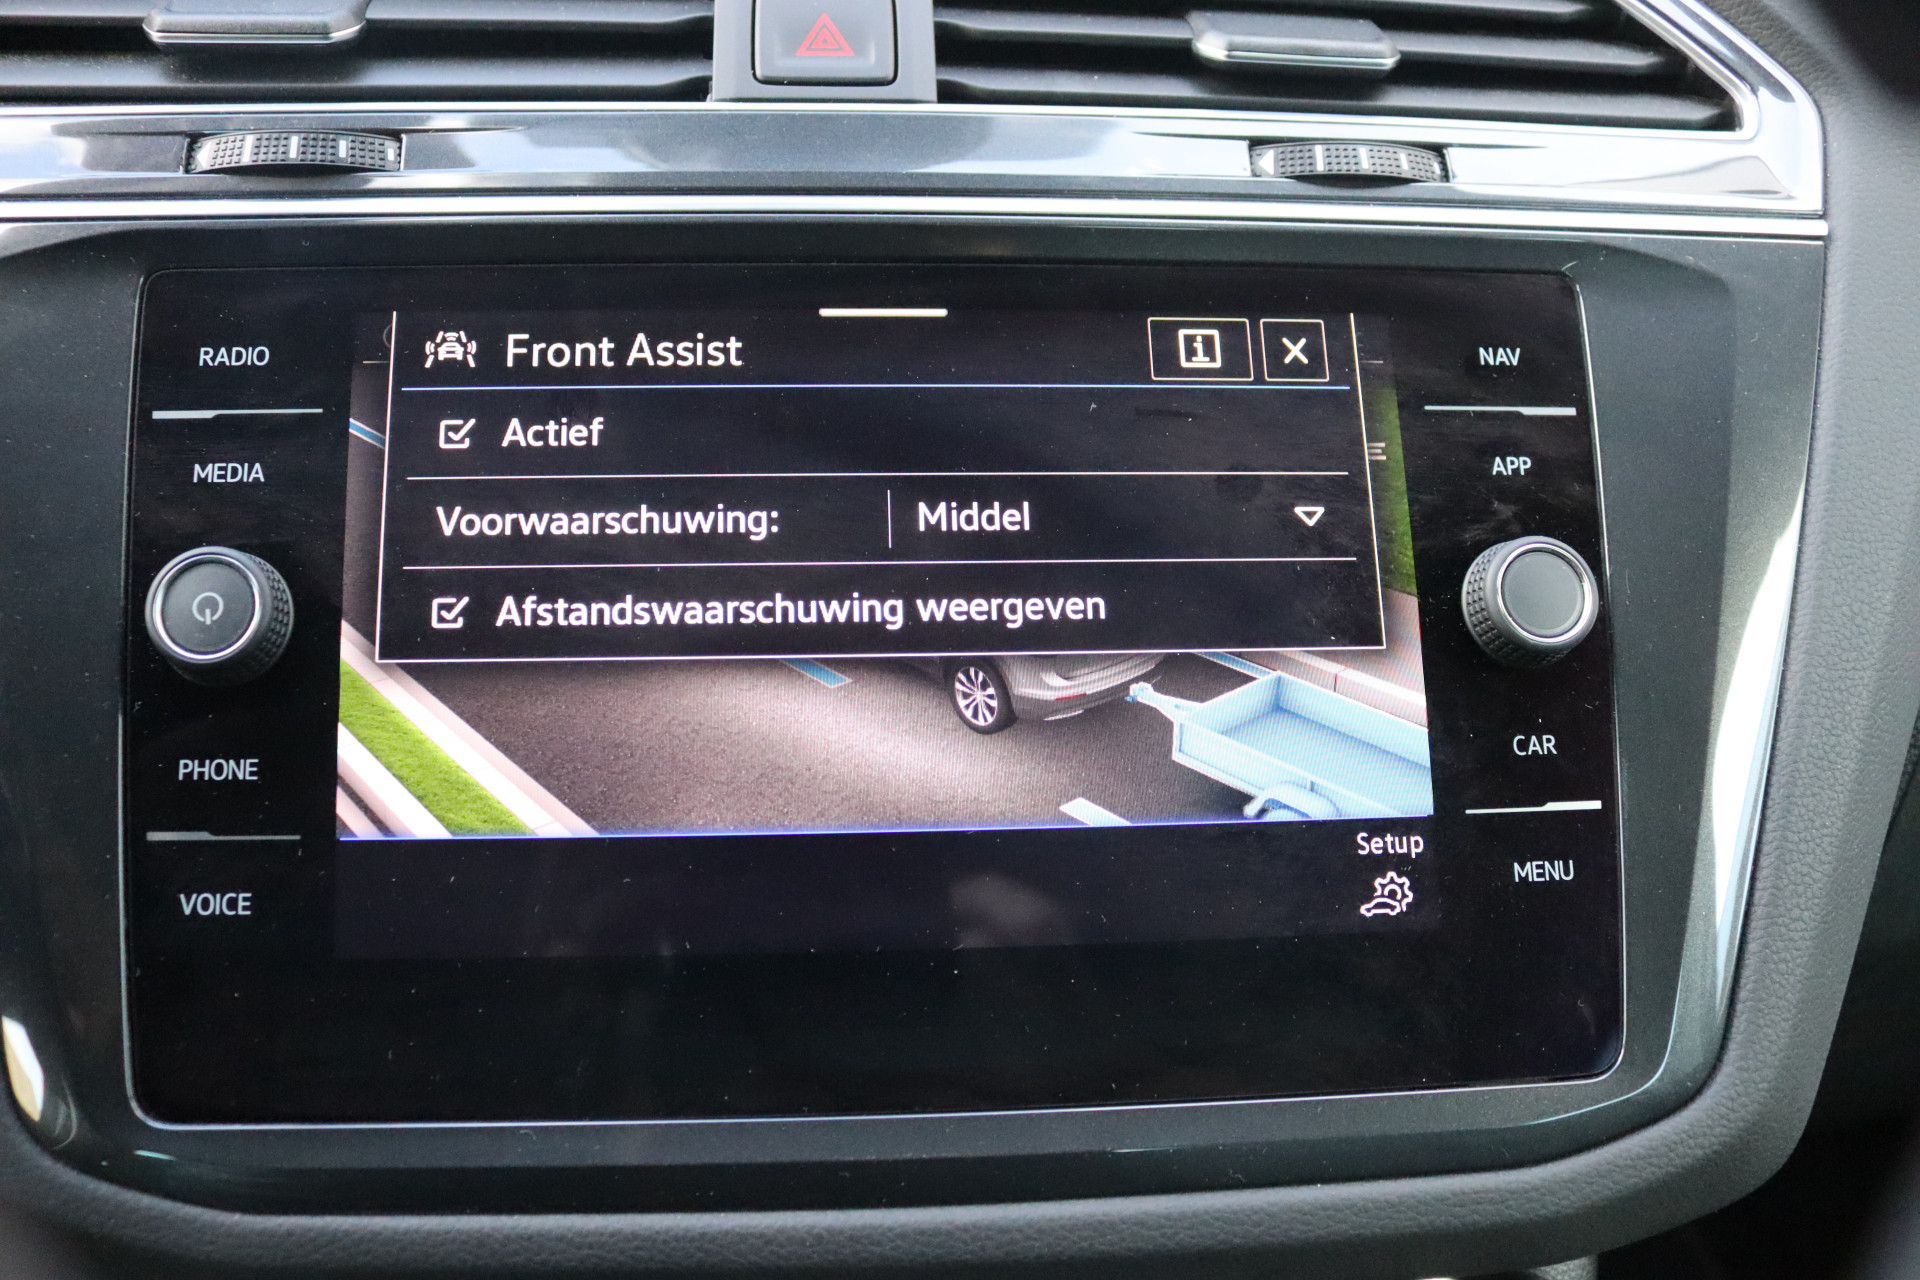 RADIO
MEDIA
PHONE
VOICE
Front Assist
Actief
Voorwaarschuwing: Middel
Afstandswaarschuwing weergeven
Setup
NAV
APP
CAR
MENU